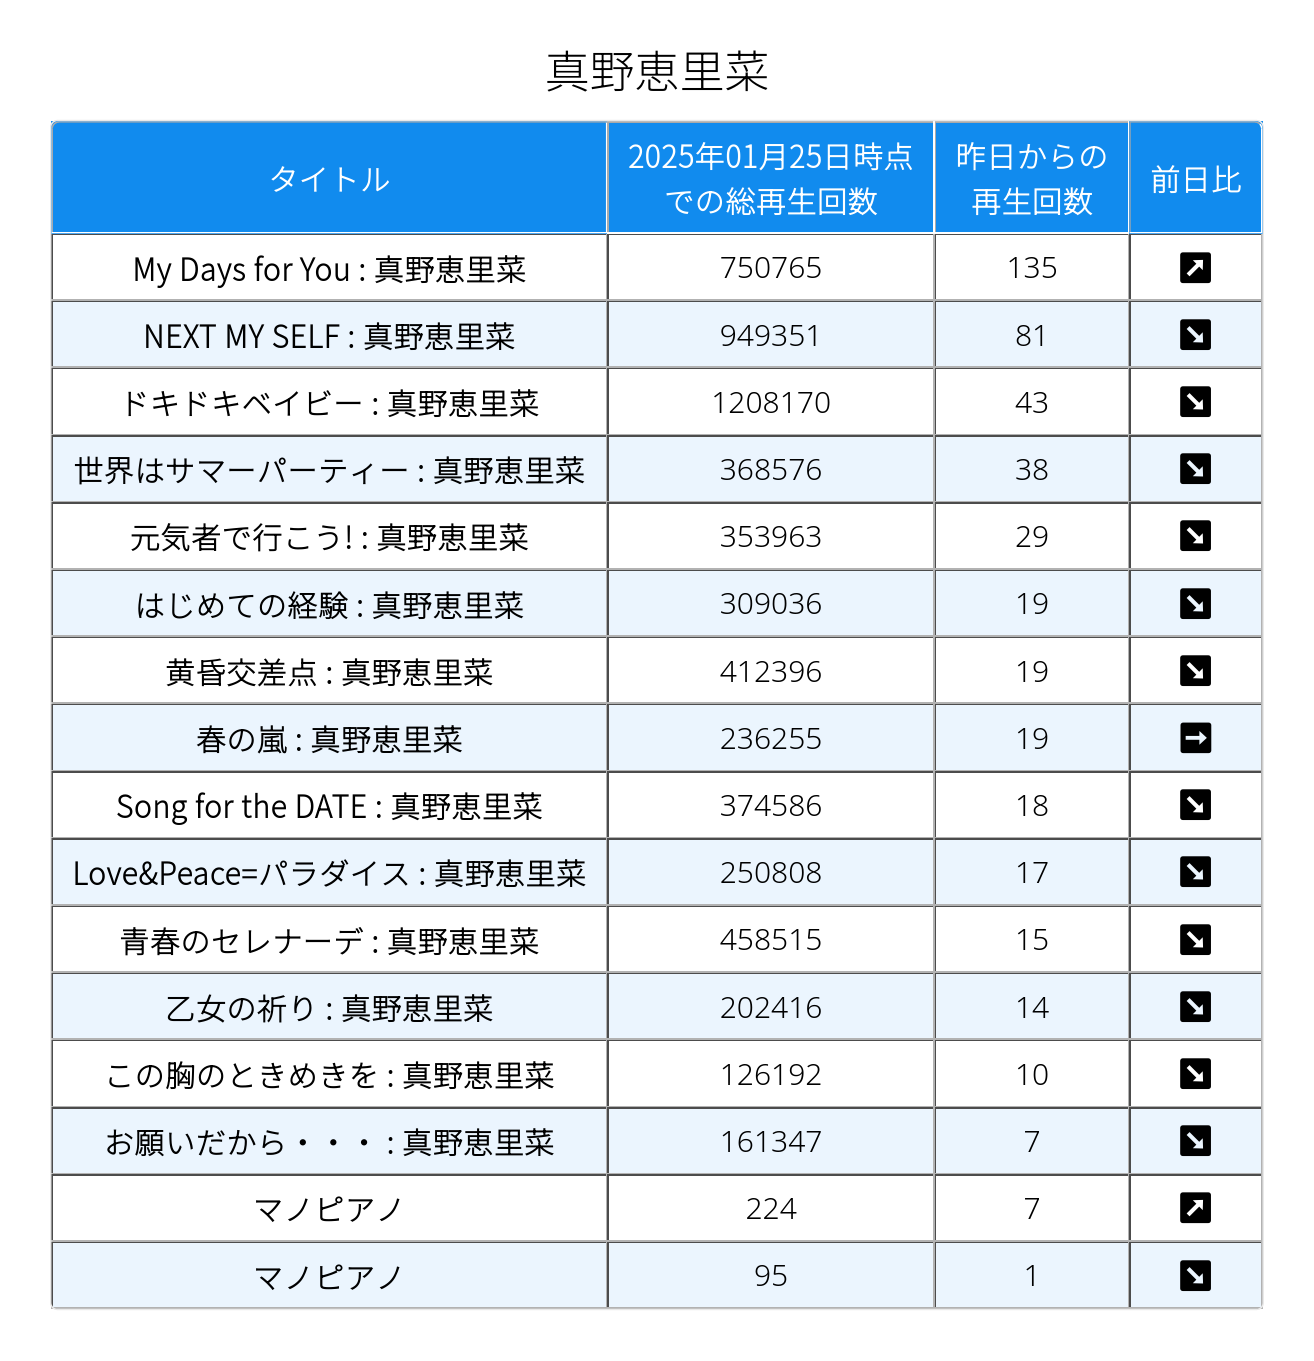 真野恵里菜
タイトル 2025年01月25日時点での総再生回数 昨日からの再生回数 前日比
My Days for You : 真野恵里菜 750765 135 ↗
NEXT MY SELF : 真野恵里菜 949351 81 ↘
ドキドキベイビー : 真野恵里菜 1208170 43 ↘
世界はサマーパーティー : 真野恵里菜 368576 38 ↘
元気者で行こう! : 真野恵里菜 353963 29 ↘
はじめての経験 : 真野恵里菜 309036 19 ↘
黄昏交差点 : 真野恵里菜 412396 19 ↘
春の嵐 : 真野恵里菜 236255 19 →
Song for the DATE : 真野恵里菜 374586 18 ↘
Love&Peace=パラダイス : 真野恵里菜 250808 17 ↘
青春のセレナーデ : 真野恵里菜 458515 15 ↘
乙女の祈り : 真野恵里菜 202416 14 ↘
この胸のときめきを : 真野恵里菜 126192 10 ↘
お願いだから・・・ : 真野恵里菜 161347 7 ↘
マノピアノ 224 7 ↗
マノピアノ 95 1 ↘